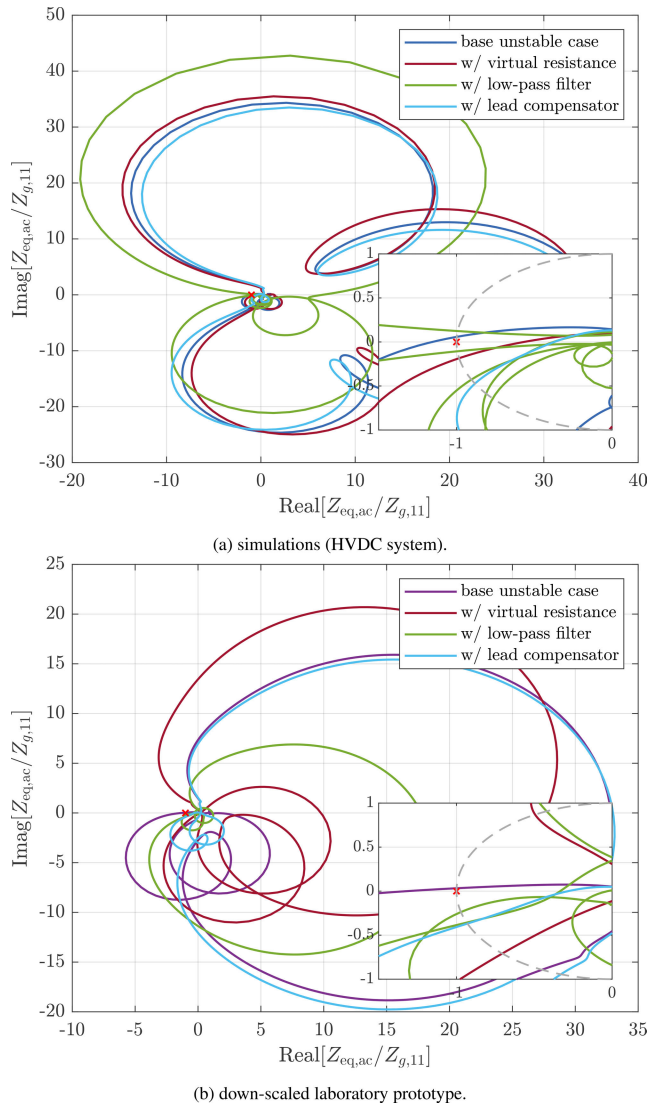 50
40
30
20
10
0
-10
-20
-30
Imag[Z_eq,ac/Z_g,11]
base unstable case
w/ virtual resistance
w/ low-pass filter
w/ lead compensator
1
0.5
0
-0.5
-1
-1 0
-20 -10 0 10 20 30 40
Real[Z_eq,ac/Z_g,11]
(a) simulations (HVDC system).
25
20
15
10
5
0
-5
-10
-15
-20
Imag[Z_eq,ac/Z_g,11]
base unstable case
w/ virtual resistance
w/ low-pass filter
w/ lead compensator
1
0.5
0
-0.5
-1
-1 0
-10 -5 0 5 10 15 20 25 30 35
Real[Z_eq,ac/Z_g,11]
(b) down-scaled laboratory prototype.